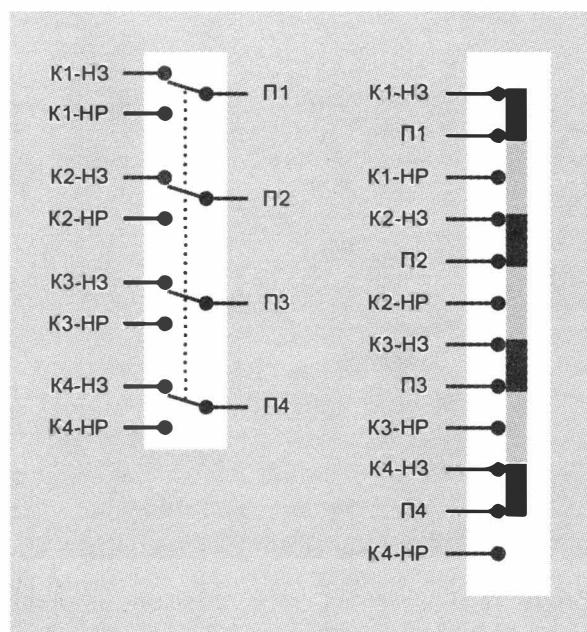 К1-НЗ
П1
К1-НР
К2-НЗ
П2
К2-НР
К3-НЗ
П3
К3-НР
К4-НЗ
П4
К4-НР
К1-НЗ
П1
К1-НР
К2-НЗ
П2
К2-НР
К3-НЗ
П3
К3-НР
К4-НЗ
П4
К4-НР